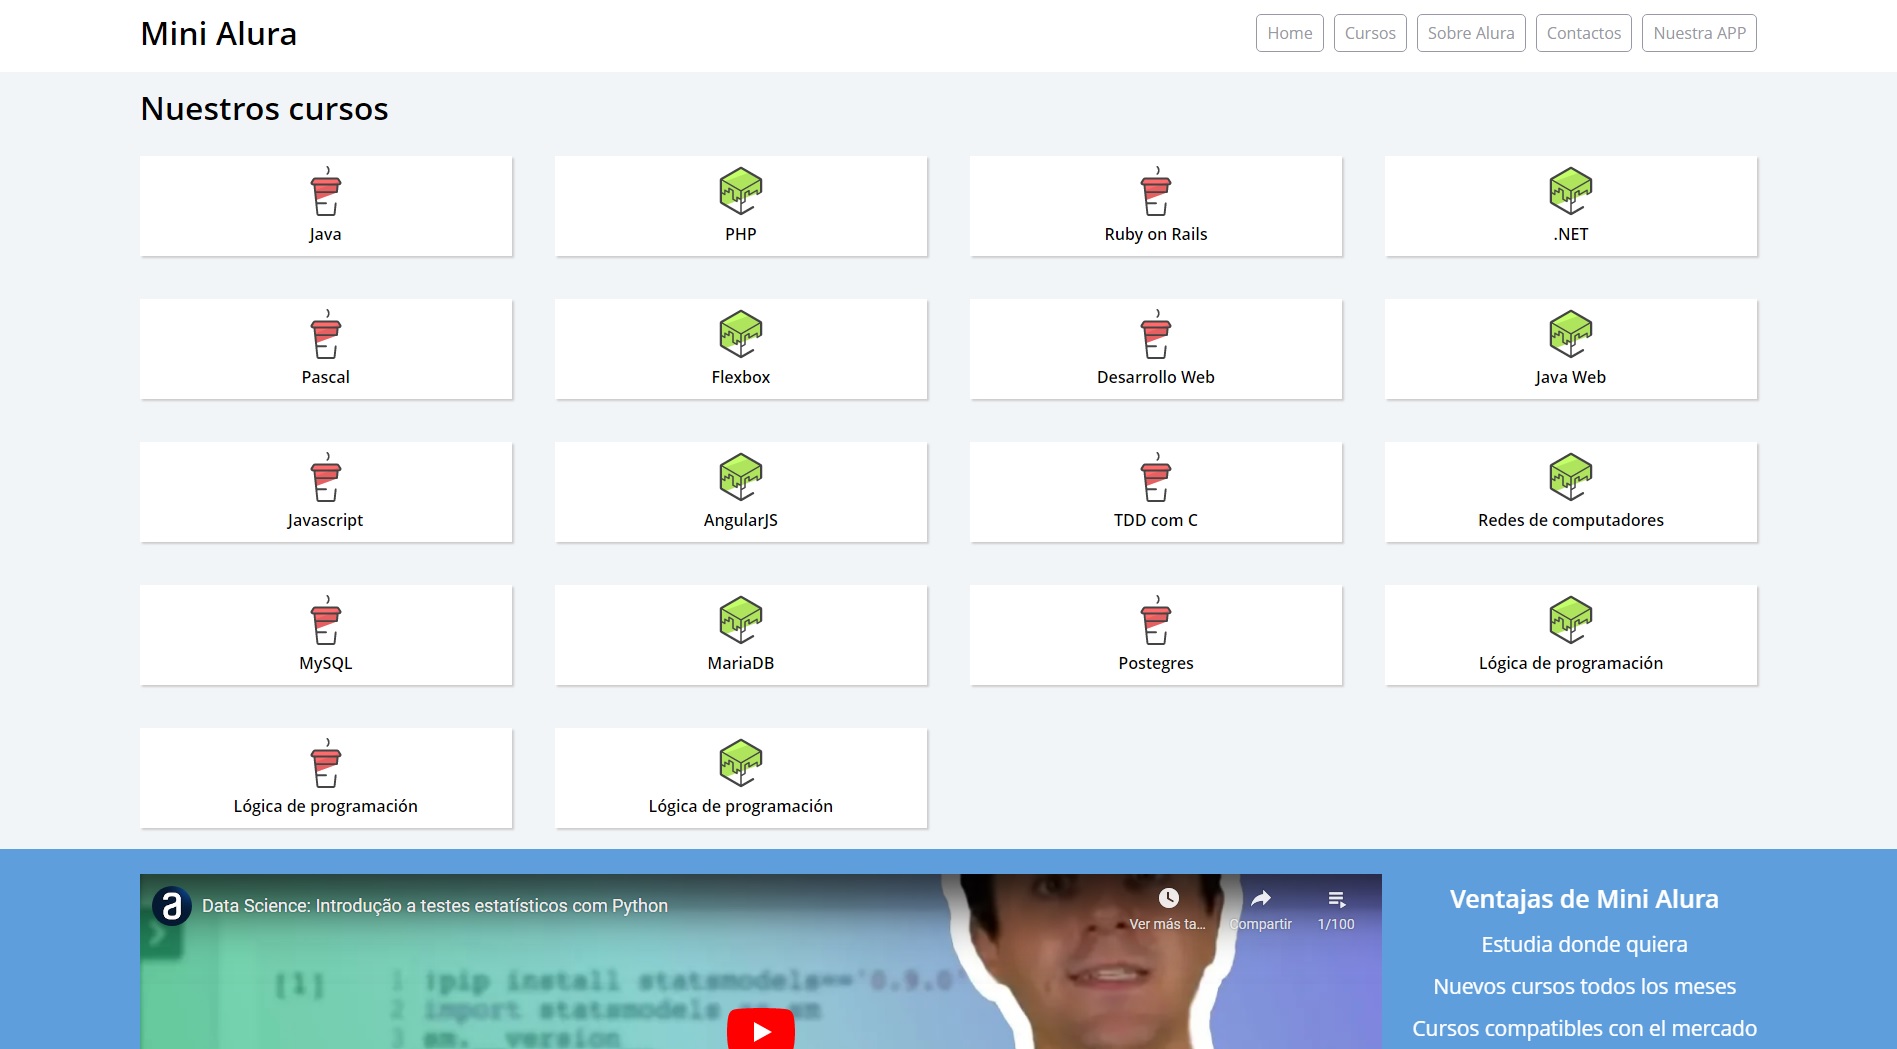 Mini Alura
Home
Cursos
Sobre Alura
Contactos
Nuestra APP
Nuestros cursos
Java
PHP
Ruby on Rails
.NET
Pascal
Flexbox
Desarrollo Web
Java Web
Javascript
AngularJS
TDD com C
Redes de computadores
MySQL
MariaDB
Postegres
Lógica de programación
Lógica de programación
Lógica de programación
a
Data Science: Introdução a testes estatísticos com Python
Ver más ta...
Compartir
1/100
[1]
1 !pip install statsmodels=='0.9.0'
2 import statsmodels as sm
3 sm.__version
Ventajas de Mini Alura
Estudia donde quiera
Nuevos cursos todos los meses
Cursos compatibles con el mercado